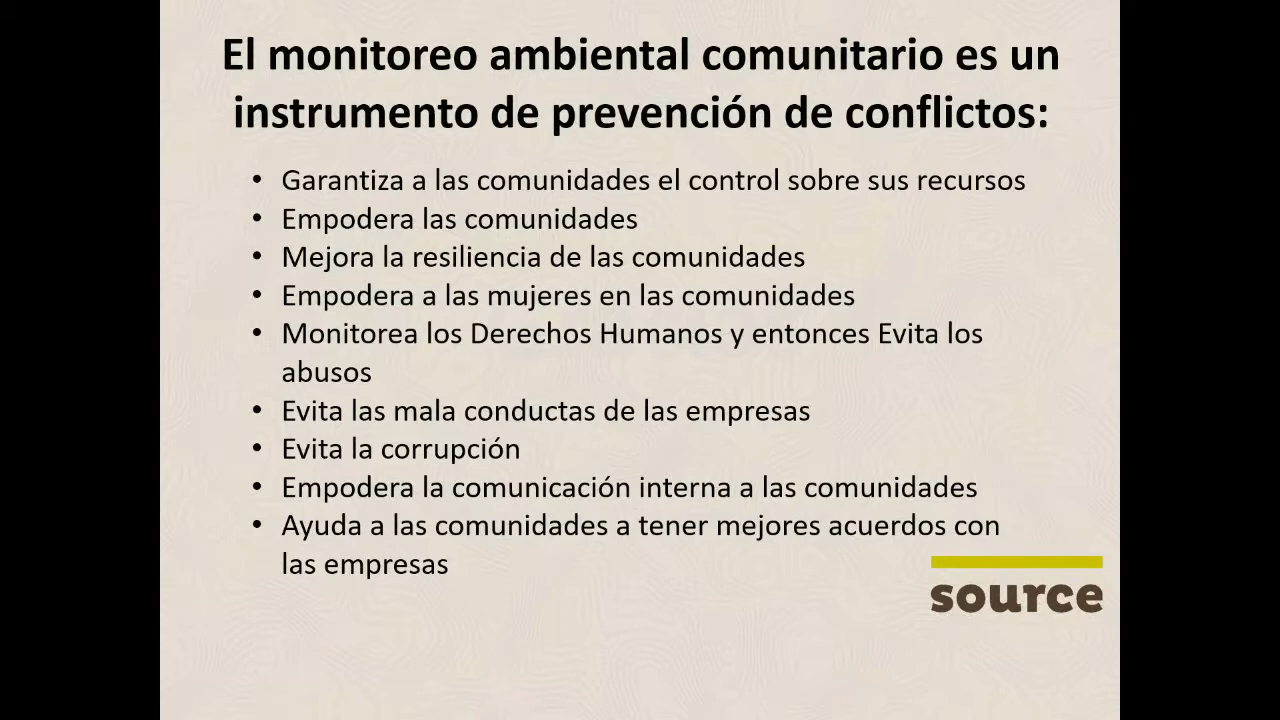 El monitoreo ambiental comunitario es un
instrumento de prevención de conflictos:
• Garantiza a las comunidades el control sobre sus recursos
• Empodera las comunidades
• Mejora la resiliencia de las comunidades
• Empodera a las mujeres en las comunidades
• Monitorea los Derechos Humanos y entonces Evita los
abusos
• Evita las mala conductas de las empresas
• Evita la corrupción
• Empodera la comunicación interna a las comunidades
• Ayuda a las comunidades a tener mejores acuerdos con
las empresas
source